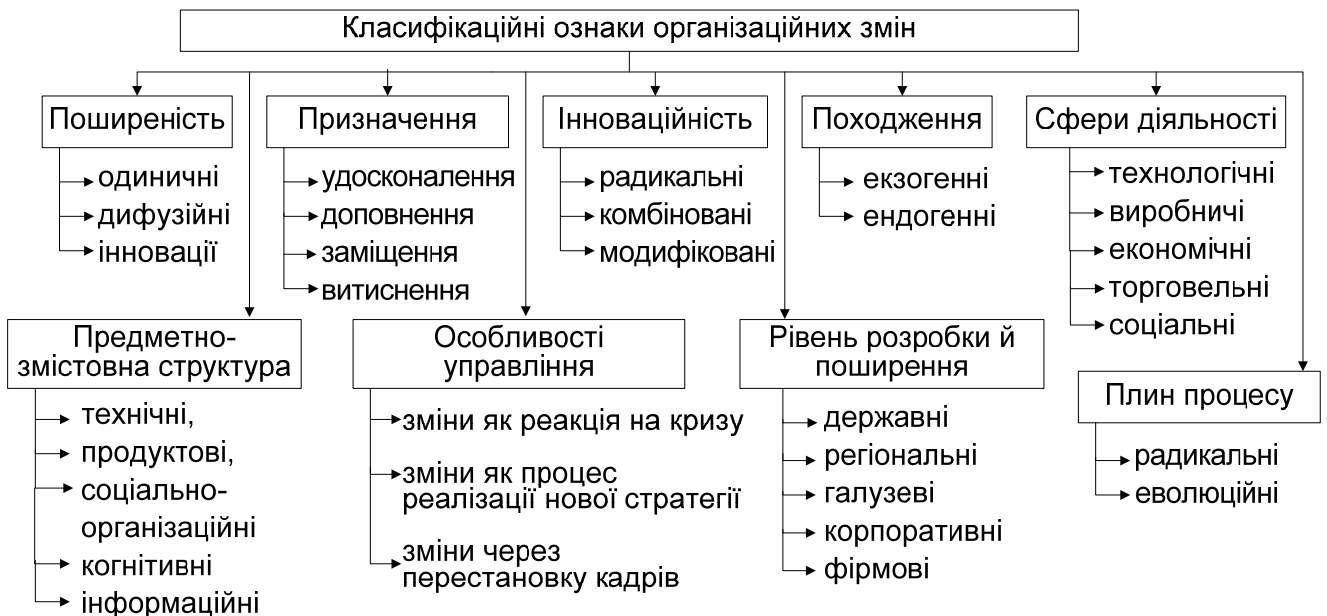 Класифікаційні ознаки організаційних змін
Поширеність
одиничні
дифузійні
інновації
Призначення
удосконалення
доповнення
заміщення
витиснення
Інноваційність
радикальні
комбіновані
модифіковані
Походження
екзогенні
ендогенні
Сфери діяльності
технологічні
виробничі
економічні
торговельні
соціальні
Предметно-
змістовна структура
технічні,
продуктові,
соціально-
організаційні
когнітивні
інформаційні
Особливості
управління
зміни як реакція на кризу
зміни як процес
реалізації нової стратегії
зміни через
перестановку кадрів
Рівень розробки й
поширення
державні
регіональні
галузеві
корпоративні
фірмові
Плин процесу
радикальні
еволюційні